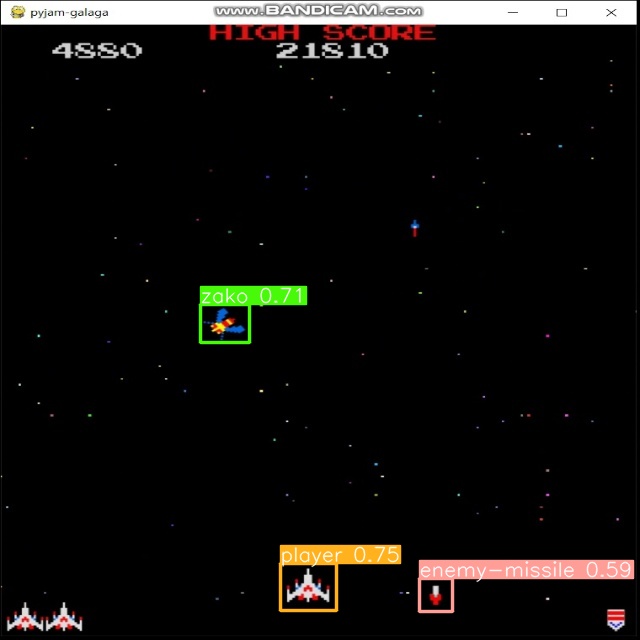 pyjam-galaga
www.BANDICAM.com
HIGH SCORE
4880
21810
zako 0.71
player 0.75
enemy-missile 0.59